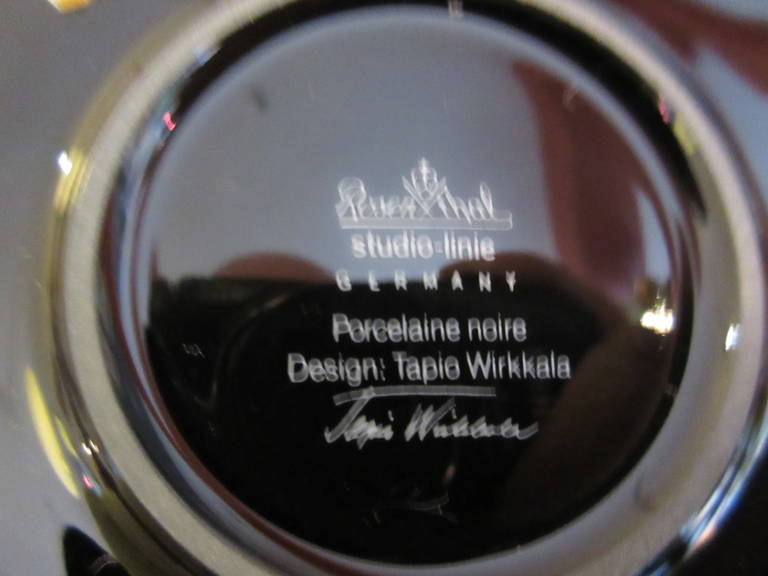 Rosenthal
studio-linie
GERMANY
Porcelaine noire
Design: Tapio Wirkkala
Tapio Wirkkala